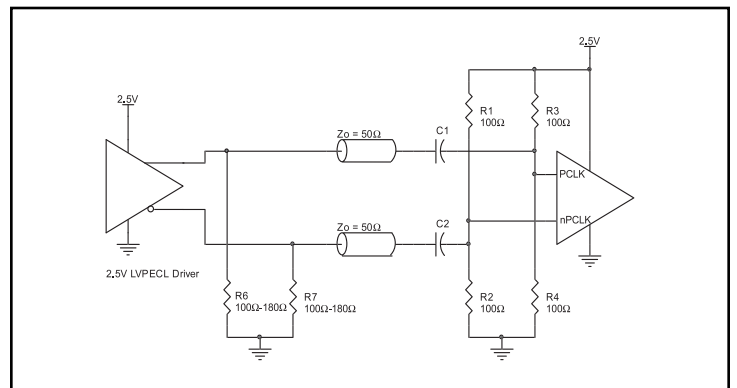 2.5V
2.5V
R1
100Ω
R3
100Ω
Zo = 50Ω
C1
PCLK
Zo = 50Ω
C2
nPCLK
2.5V LVPECL Driver
R6
100Ω-180Ω
R7
100Ω-180Ω
R2
100Ω
R4
100Ω